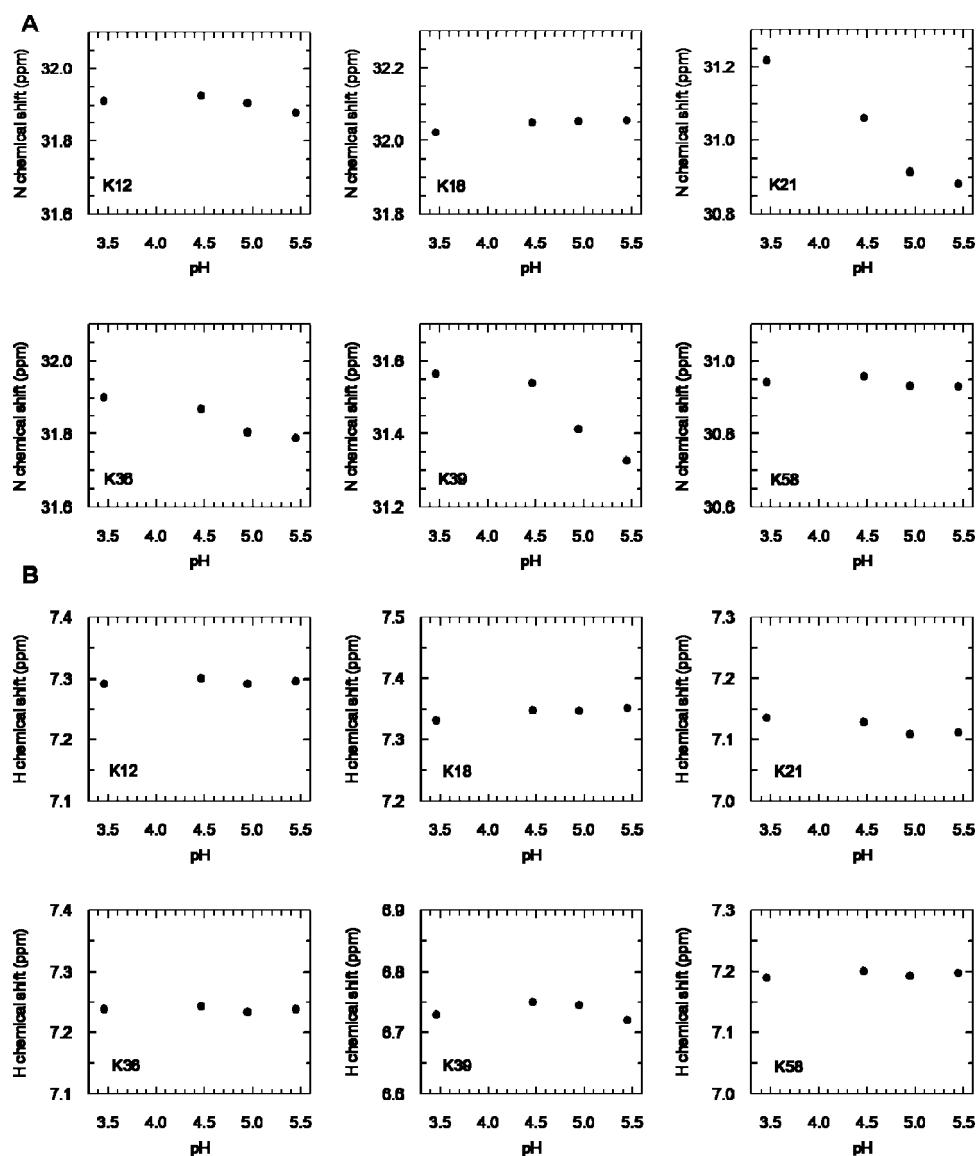 A
N chemical shift (ppm) N chemical shift (ppm) N chemical shift (ppm)
32.0 31.8 31.6
K12
3.5 4.0 4.5 5.0 5.5
pH
32.2 32.0 31.8
K18
3.5 4.0 4.5 5.0 5.5
pH
31.2 31.0 30.8
K21
3.5 4.0 4.5 5.0 5.5
pH
N chemical shift (ppm) N chemical shift (ppm) N chemical shift (ppm)
32.0 31.8 31.6
K36
3.5 4.0 4.5 5.0 5.5
pH
31.6 31.4 31.2
K39
3.5 4.0 4.5 5.0 5.5
pH
31.0 30.8 30.6
K58
3.5 4.0 4.5 5.0 5.5
pH
B
H chemical shift (ppm) H chemical shift (ppm) H chemical shift (ppm)
7.4 7.3 7.2 7.1
K12
3.5 4.0 4.5 5.0 5.5
pH
7.5 7.4 7.3 7.2
K18
3.5 4.0 4.5 5.0 5.5
pH
7.3 7.2 7.1 7.0
K21
3.5 4.0 4.5 5.0 5.5
pH
H chemical shift (ppm) H chemical shift (ppm) H chemical shift (ppm)
7.4 7.3 7.2 7.1
K36
3.5 4.0 4.5 5.0 5.5
pH
6.9 6.8 6.7 6.6
K39
3.5 4.0 4.5 5.0 5.5
pH
7.3 7.2 7.1 7.0
K58
3.5 4.0 4.5 5.0 5.5
pH